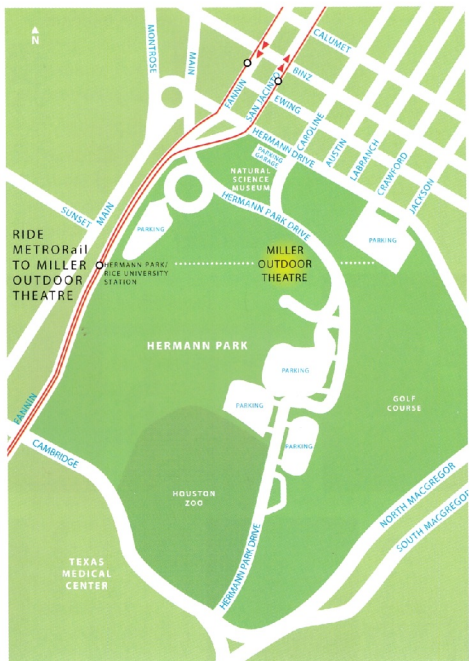 N
MONTROSE
MAIN
CALUMET
BINZ
FANNIN
SAN JACINTO
EWING
HERMANN DRIVE
CAROLINE
AUSTIN
LABRANCH
CRAWFORD
JACKSON
PARKING
GARAGE
NATURAL
SCIENCE
MUSEUM
HERMANN PARK DRIVE
SUNSET
MAIN
PARKING
PARKING
RIDE
METRORail
TO MILLER
OUTDOOR
THEATRE
HERMANN PARK/
RICE UNIVERSITY
STATION
MILLER
OUTDOOR
THEATRE
HERMANN PARK
PARKING
PARKING
PARKING
GOLF
COURSE
FANNIN
CAMBRIDGE
HOUSTON
ZOO
NORTH MACGREGOR
SOUTH MACGREGOR
HERMANN PARK DRIVE
TEXAS
MEDICAL
CENTER